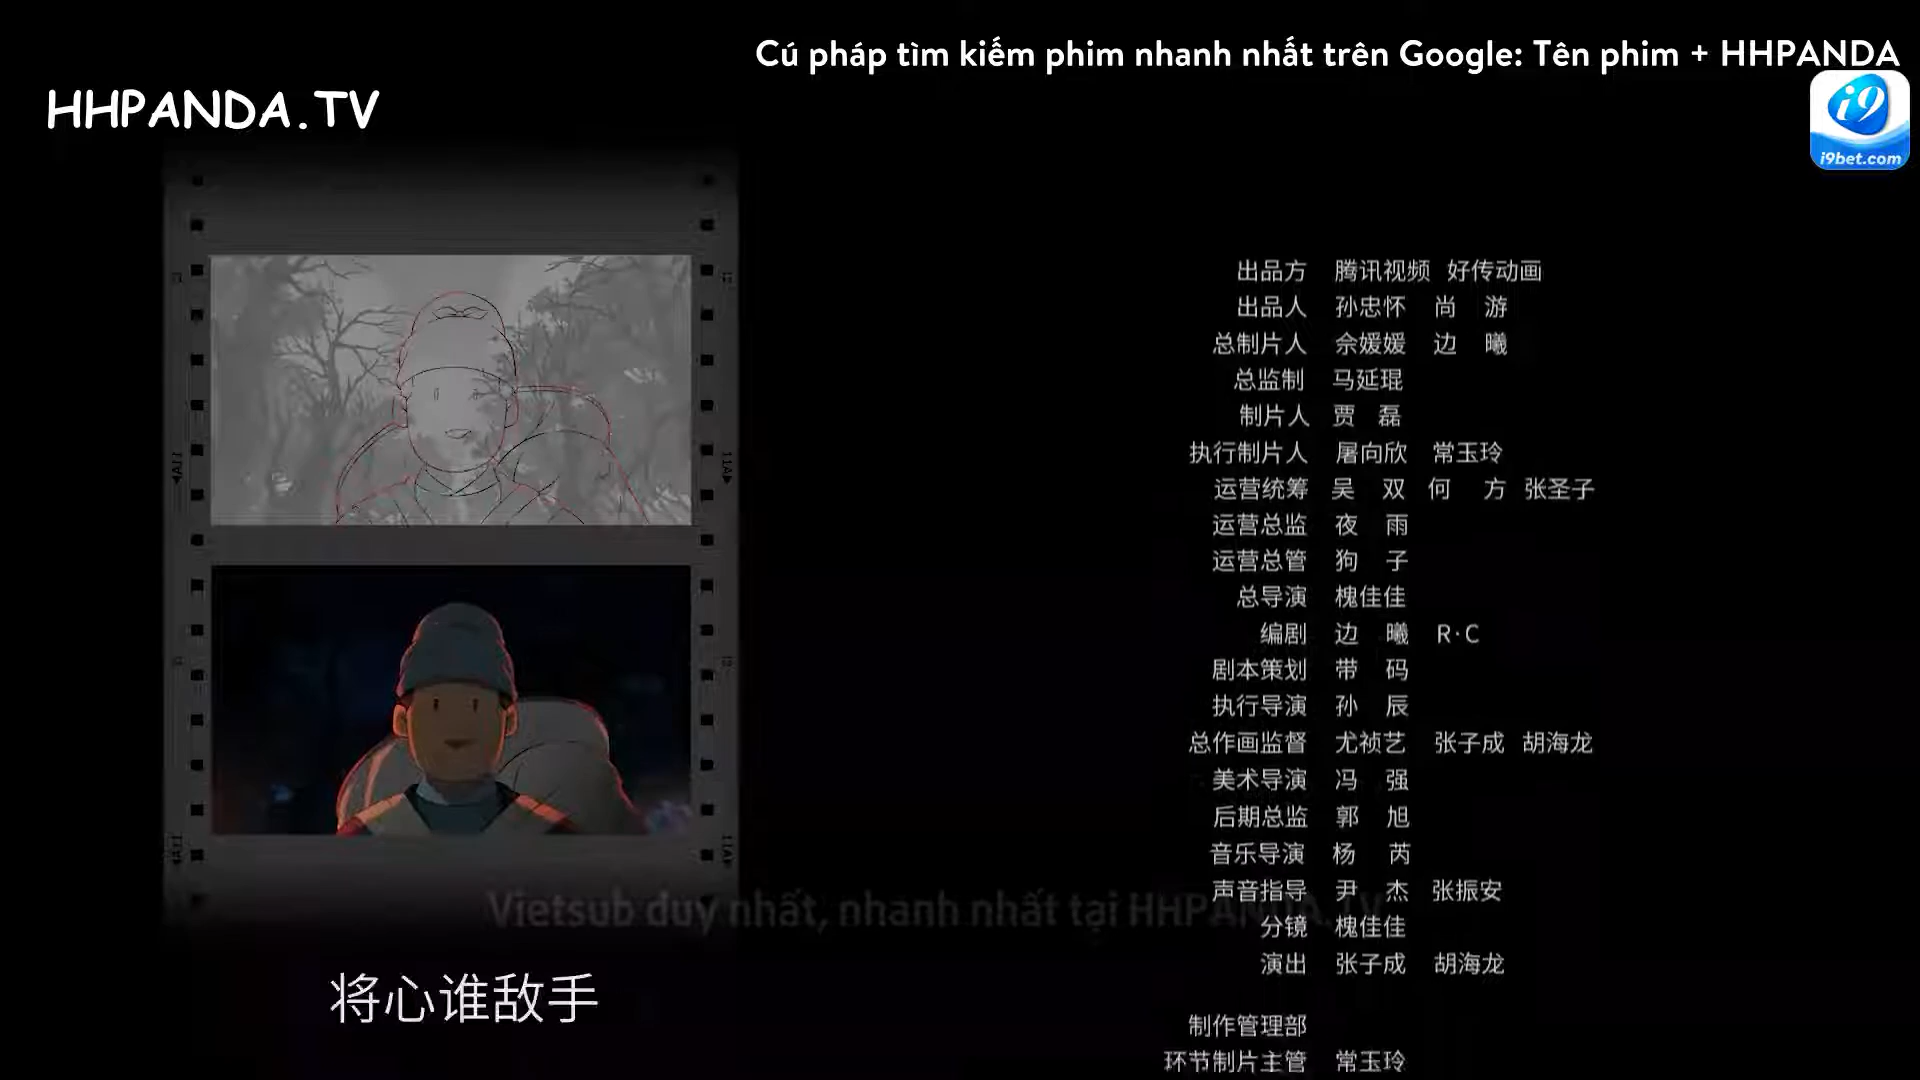 Cú pháp tìm kiếm phim nhanh nhất trên Google: Tên phim + HHPANDA
HHPANDA.TV
i9
i9bet.com
出品方 腾讯视频 好传动画
出品人 孙忠怀 尚 游
总制片人 佘媛媛 边 曦
总监制 马延琨
制片人 贾 磊
执行制片人 屠向欣 常玉玲
运营统筹 吴 双 何 方 张圣子
运营总监 夜 雨
运营总管 狗 子
总导演 槐佳佳
编剧 边 曦 R·C
剧本策划 带 码
执行导演 孙 辰
总作画监督 尤祯艺 张子成 胡海龙
美术导演 冯 强
后期总监 郭 旭
音乐导演 杨 芮
声音指导 尹 杰 张振安
Vietsub duy nhất, nhanh nhất tại HHPANDA.TV
分镜 槐佳佳
演出 张子成 胡海龙
将心谁敌手
制作管理部
环节制片主管 常玉玲